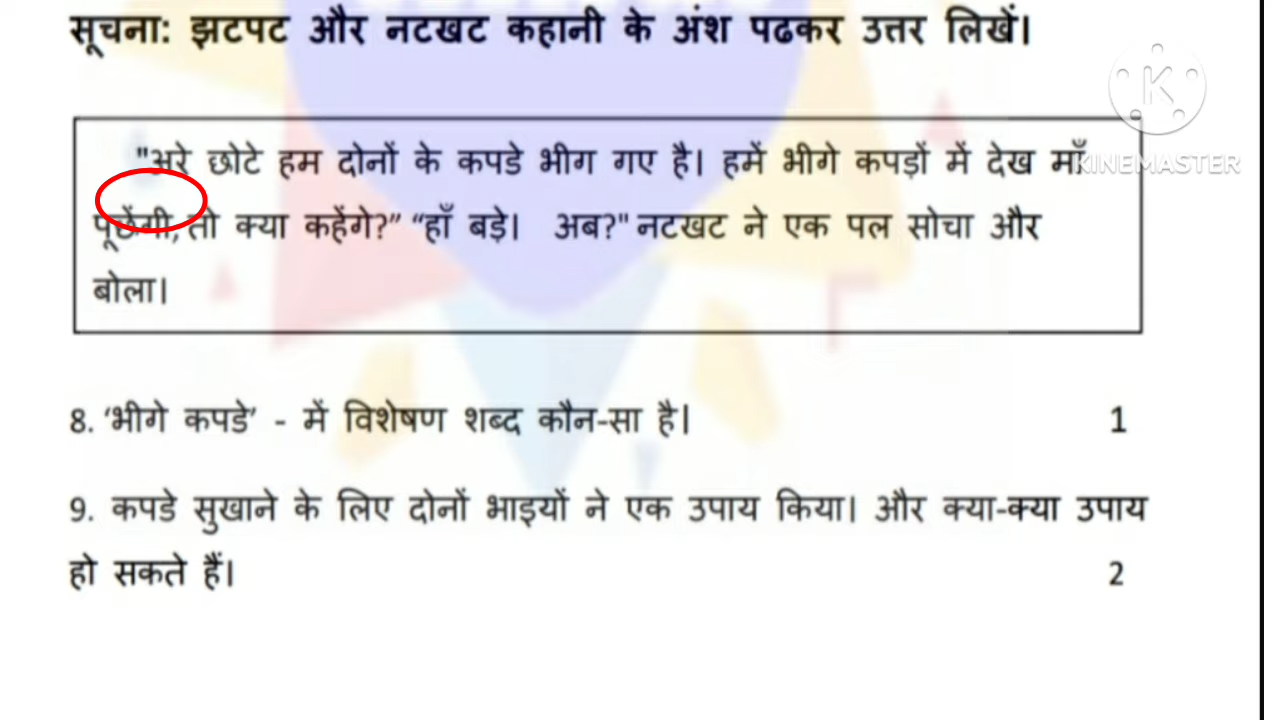 सूचना: झटपट और नटखट कहानी के अंश पढकर उत्तर लिखें।
K
KINEMASTER
"अरे छोटे हम दोनों के कपडे भीग गए है। हमें भीगे कपड़ों में देख माँ
पूछेंगी, तो क्या कहेंगे?” “हाँ बड़े। अब?" नटखट ने एक पल सोचा और
बोला।
8. ‘भीगे कपडे’ - में विशेषण शब्द कौन-सा है। 1
9. कपडे सुखाने के लिए दोनों भाइयों ने एक उपाय किया। और क्या-क्या उपाय
हो सकते हैं। 2